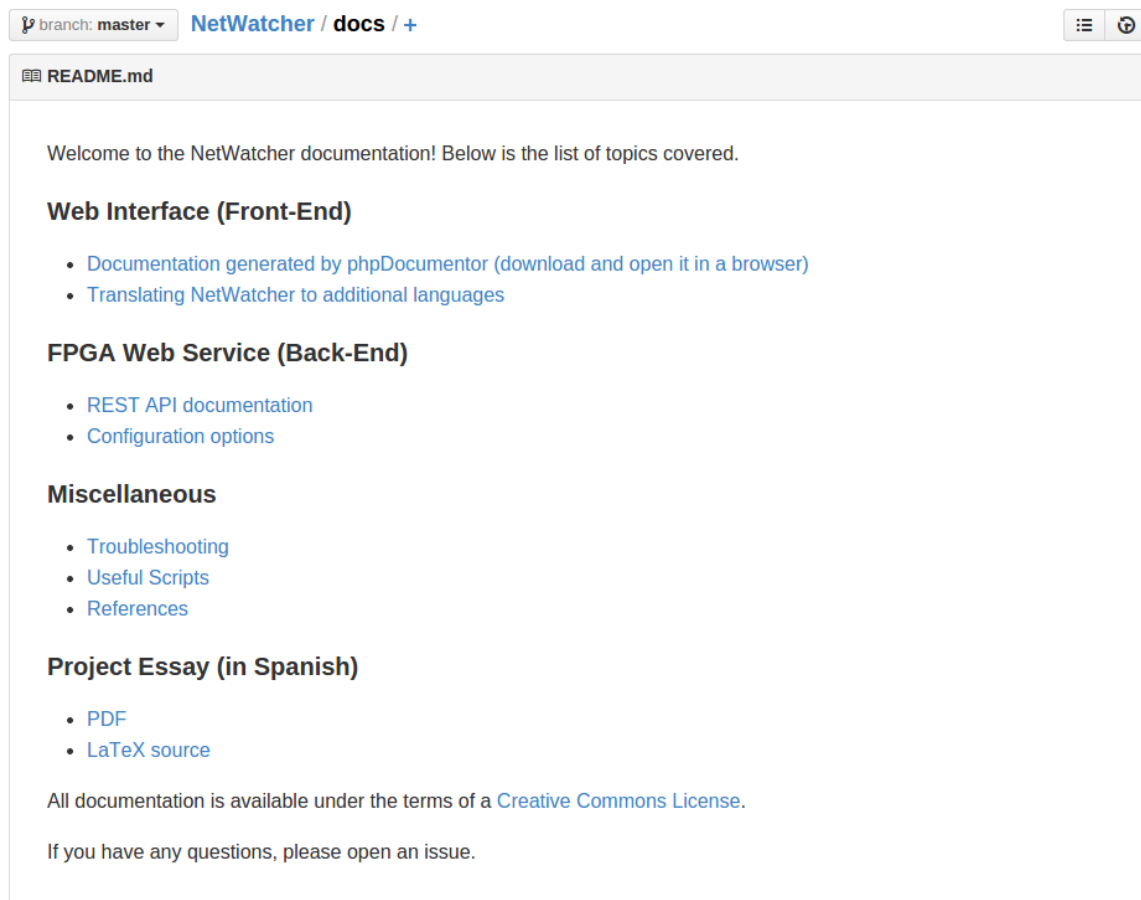 branch: master NetWatcher / docs / +
README.md
Welcome to the NetWatcher documentation! Below is the list of topics covered.
Web Interface (Front-End)
Documentation generated by phpDocumentor (download and open it in a browser)
Translating NetWatcher to additional languages
FPGA Web Service (Back-End)
REST API documentation
Configuration options
Miscellaneous
Troubleshooting
Useful Scripts
References
Project Essay (in Spanish)
PDF
LaTeX source
All documentation is available under the terms of a Creative Commons License.
If you have any questions, please open an issue.